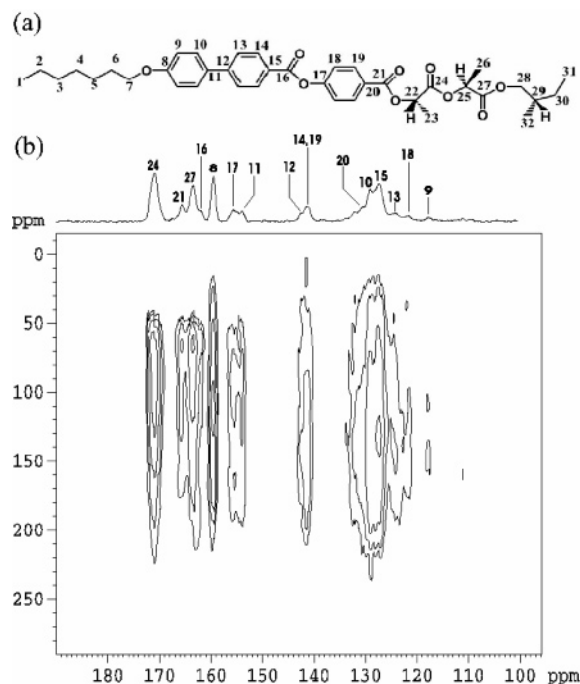 (a)
9 10 13 14 O 18 19 O 26 31
2 4 6 8 15 21 24 O 28
1 3 5 7 O 11 12 16 O 17 20 O 22 O 25 27 O 29 30
H 23 O H O 32 H
(b)
24 27 16 8 14,19 10 15 18
21 17 11 12 20 13 9
ppm
0
50
100
150
200
250
180 170 160 150 140 130 120 110 100 ppm